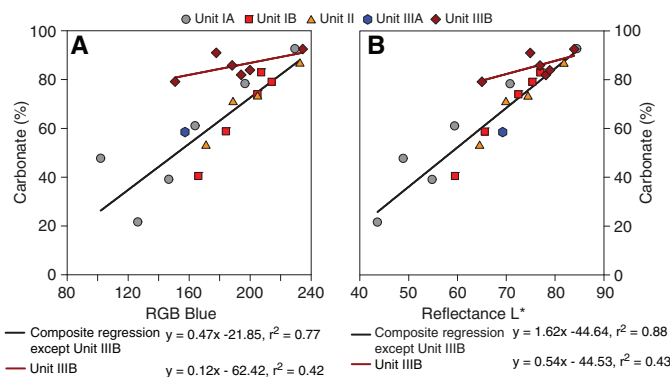 Unit IA Unit IB Unit II Unit IIIA Unit IIIB
A
B
100
80
60
40
20
0
Carbonate (%)
80 120 160 200 240
RGB Blue
40 50 60 70 80 90
Reflectance L*
100
80
60
40
20
0
Carbonate (%)
Composite regression except Unit IIIB y = 0.47x -21.85, r² = 0.77
Unit IIIB y = 0.12x - 62.42, r² = 0.42
Composite regression except Unit IIIB y = 1.62x -44.64, r² = 0.88
Unit IIIB y = 0.54x - 44.53, r² = 0.43